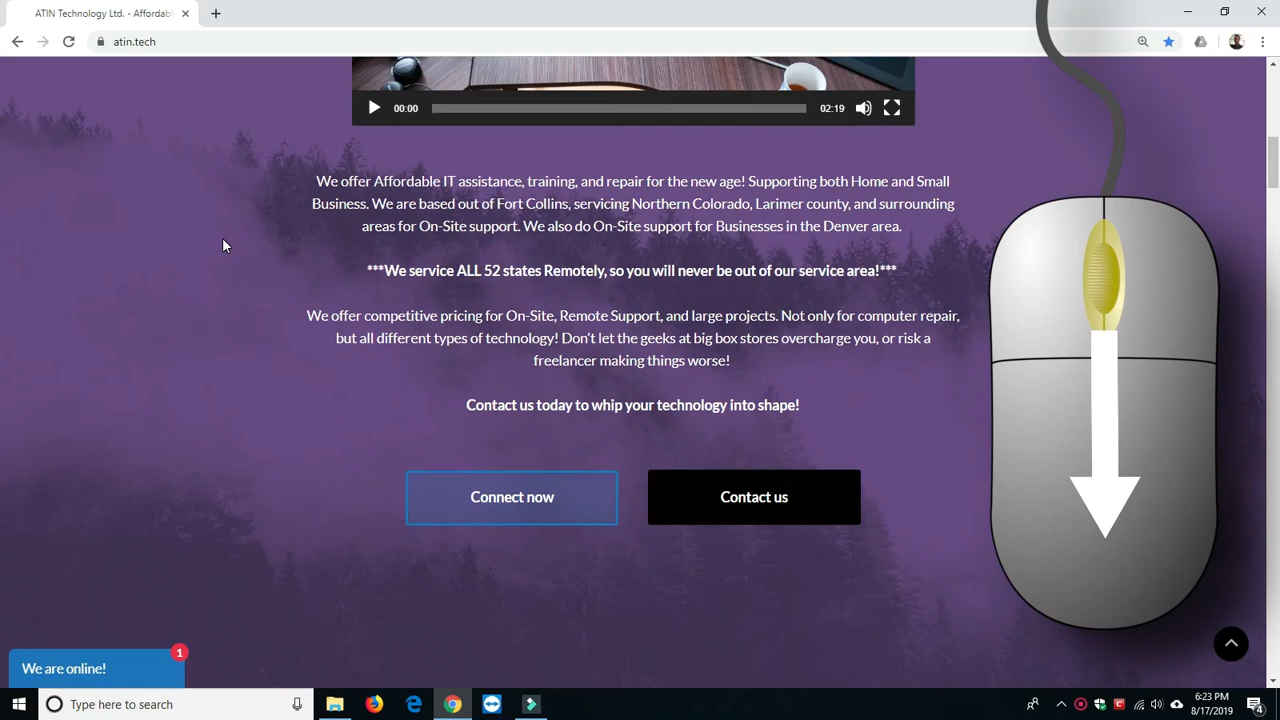 ATIN Technology Ltd. - Affordab
atin.tech
00:00
02:19
We offer Affordable IT assistance, training, and repair for the new age! Supporting both Home and Small
Business. We are based out of Fort Collins, servicing Northern Colorado, Larimer county, and surrounding
areas for On-Site support. We also do On-Site support for Businesses in the Denver area.
***We service ALL 52 states Remotely, so you will never be out of our service area!***
We offer competitive pricing for On-Site, Remote Support, and large projects. Not only for computer repair,
but all different types of technology! Don't let the geeks at big box stores overcharge you, or risk a
freelancer making things worse!
Contact us today to whip your technology into shape!
Connect now
Contact us
We are online!
1
Type here to search
6:23 PM
8/17/2019
4